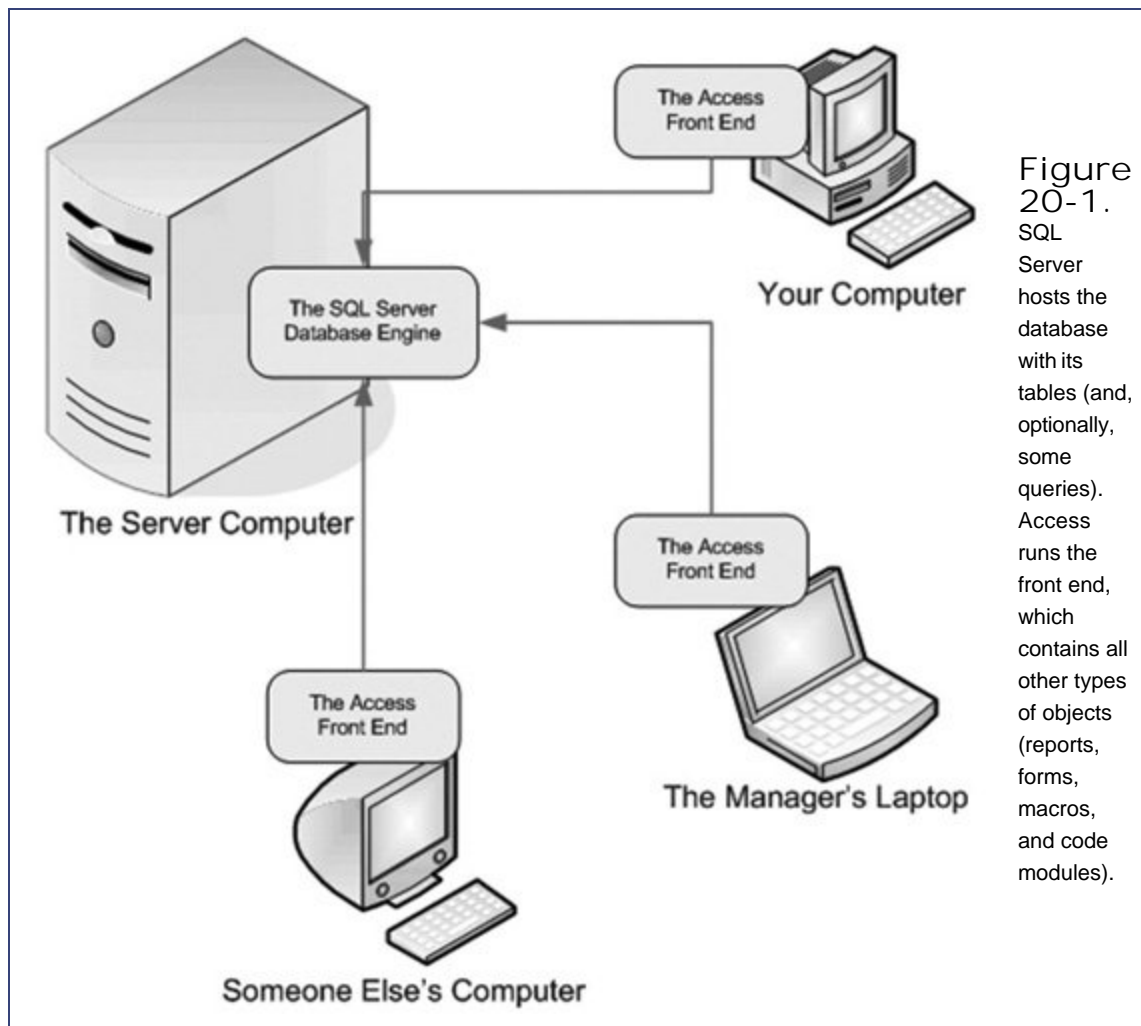 The Access
Front End
Your Computer
The SQL Server
Database Engine
The Server Computer
The Access
Front End
The Manager's Laptop
The Access
Front End
Someone Else's Computer
Figure
20-1.
SQL
Server
hosts the
database
with its
tables (and,
optionally,
some
queries).
Access
runs the
front end,
which
contains all
other types
of objects
(reports,
forms,
macros,
and code
modules).